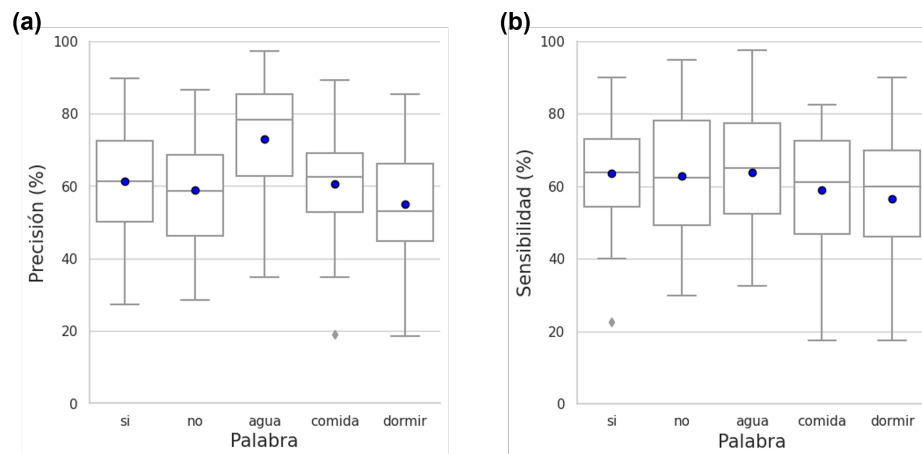 (a)
Precisión (%)
100
80
60
40
20
0
si no agua comida dormir
Palabra
(b)
Sensibilidad (%)
100
80
60
40
20
0
si no agua comida dormir
Palabra